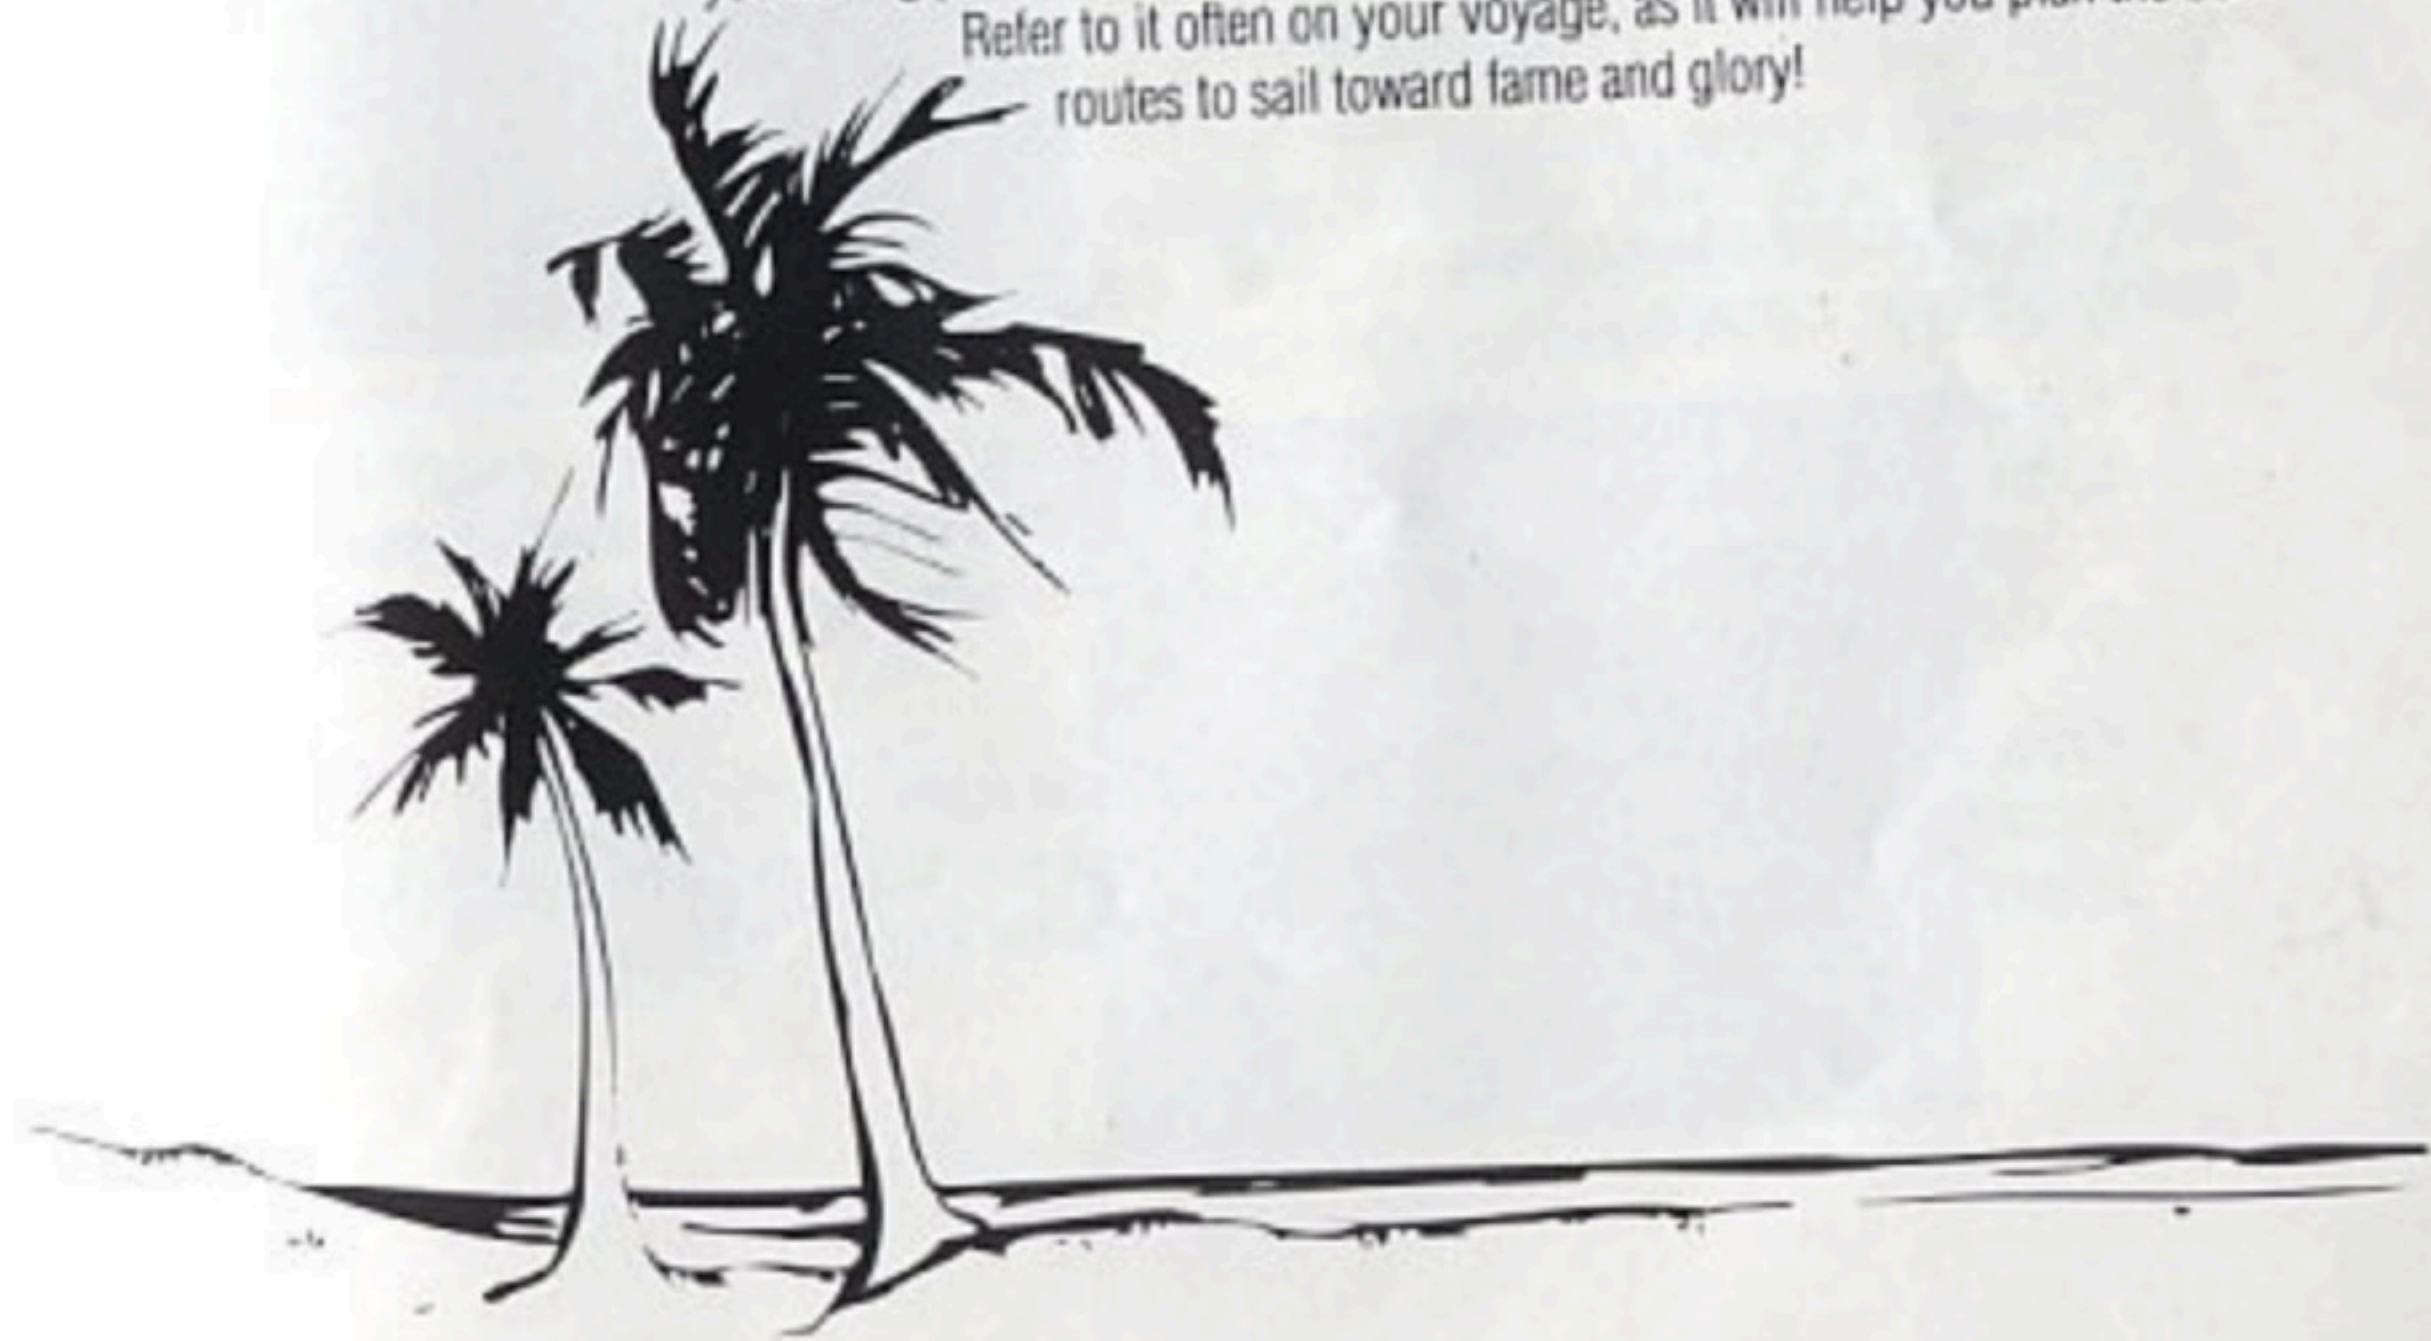 Refer to it often on your voyage, as it will help you plan the
routes to sail toward fame and glory!